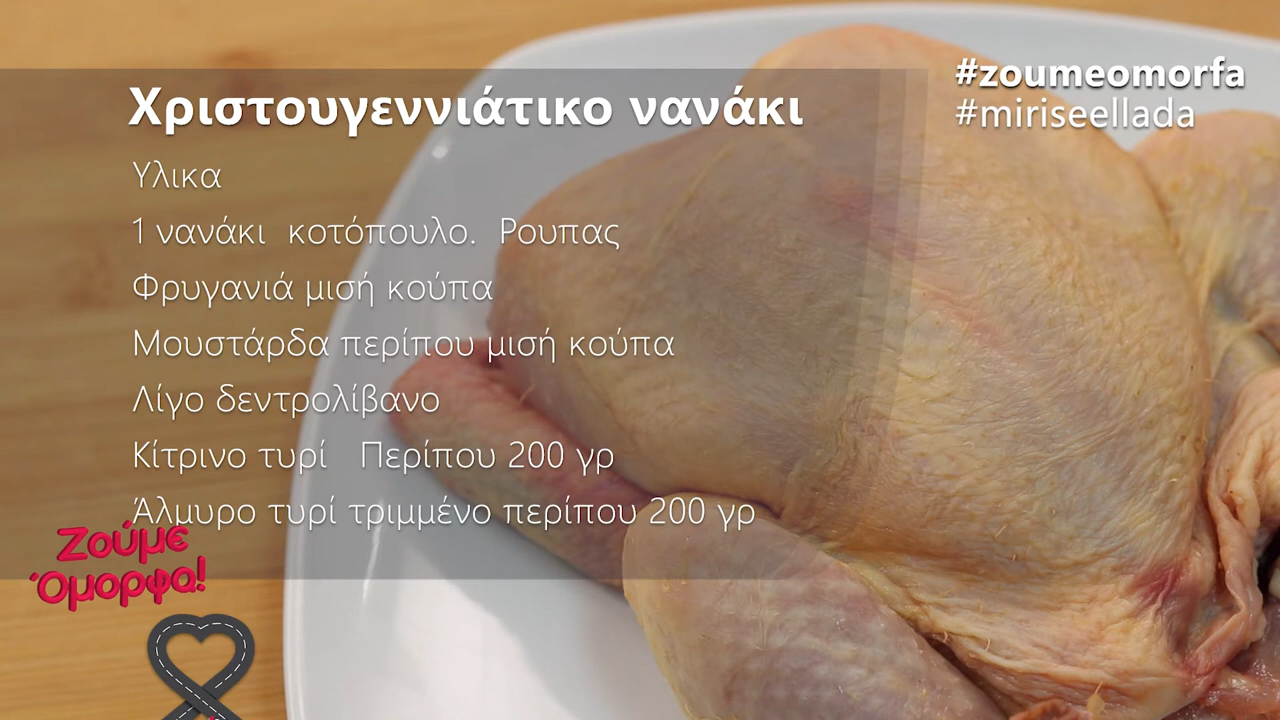 #zoumeomorfa
#miriseellada
Χριστουγεννιάτικο νανάκι
Υλικα
1 νανάκι κοτόπουλο. Ρουπας
Φρυγανιά μισή κούπα
Μουστάρδα περίπου μισή κούπα
Λίγο δεντρολίβανο
Κίτρινο τυρί Περίπου 200 γρ
Άλμυρο τυρί τριμμένο περίπου 200 γρ
Ζούμε
Όμορφα!